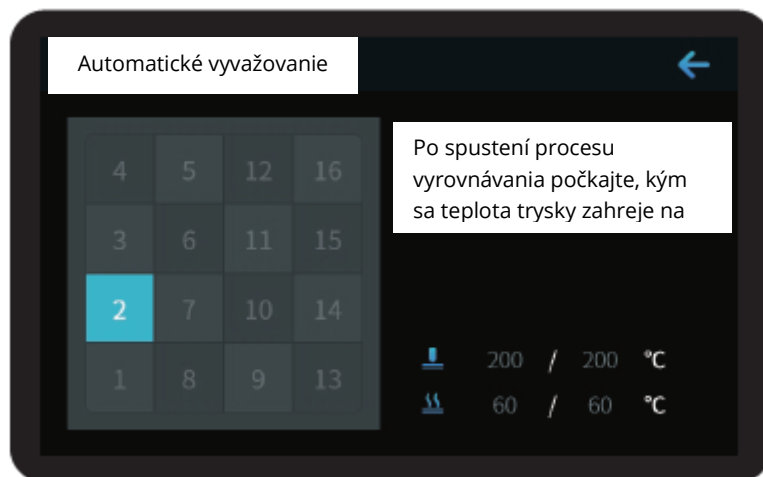 Automatické vyvažovanie
4 5 12 16
3 6 11 15
2 7 10 14
1 8 9 13
Po spustení procesu
vyrovnávania počkajte, kým
sa teplota trysky zahreje na
200 / 200 °C
60 / 60 °C